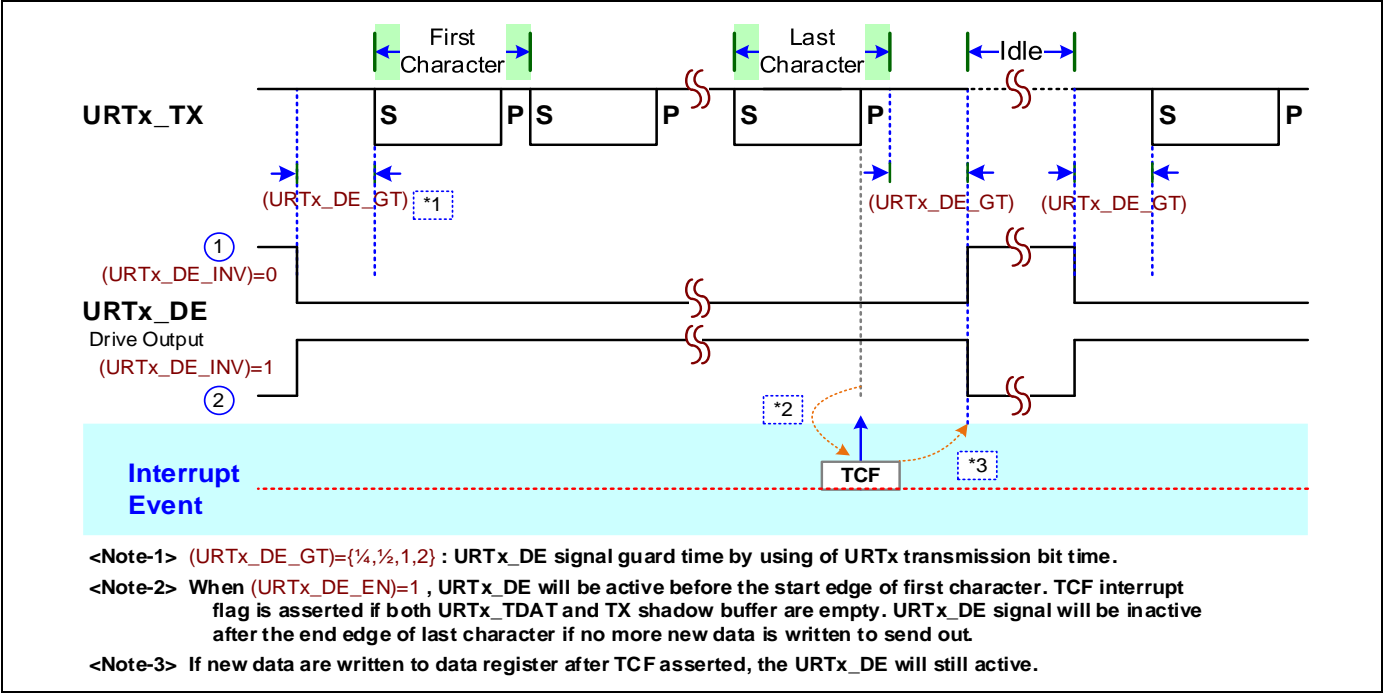 First
Character
Last
Character
Idle
URTx_TX
S
P
S
P
S
P
S
P
(URTx_DE_GT)
*1
(URTx_DE_GT)
(URTx_DE_GT)
1
(URTx_DE_INV)=0
URTx_DE
Drive Output
(URTx_DE_INV)=1
2
*2
TCF
*3
Interrupt
Event
<Note-1> (URTx_DE_GT)={¼,½,1,2} : URTx_DE signal guard time by using of URTx transmission bit time.
<Note-2> When (URTx_DE_EN)=1 , URTx_DE will be active before the start edge of first character. TCF interrupt
flag is asserted if both URTx_TDAT and TX shadow buffer are empty. URTx_DE signal will be inactive
after the end edge of last character if no more new data is written to send out.
<Note-3> If new data are written to data register after TCF asserted, the URTx_DE will still active.